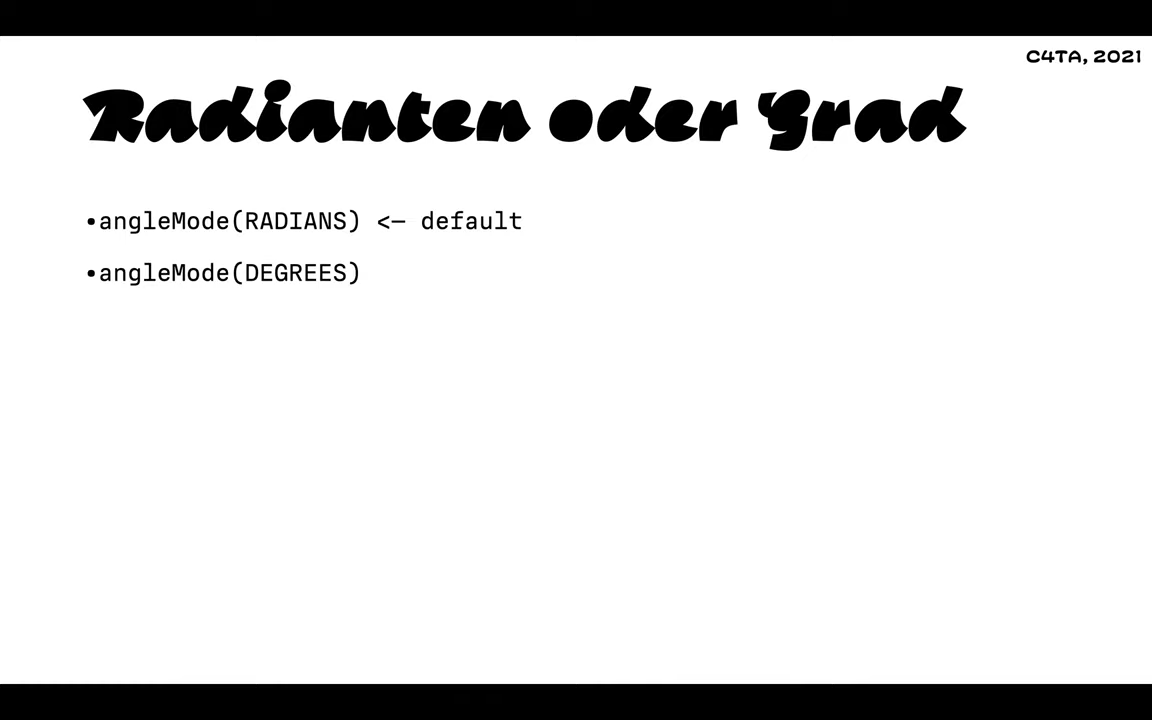 C4TA, 2021
Radianten oder Grad
•angleMode(RADIANS) <— default
•angleMode(DEGREES)